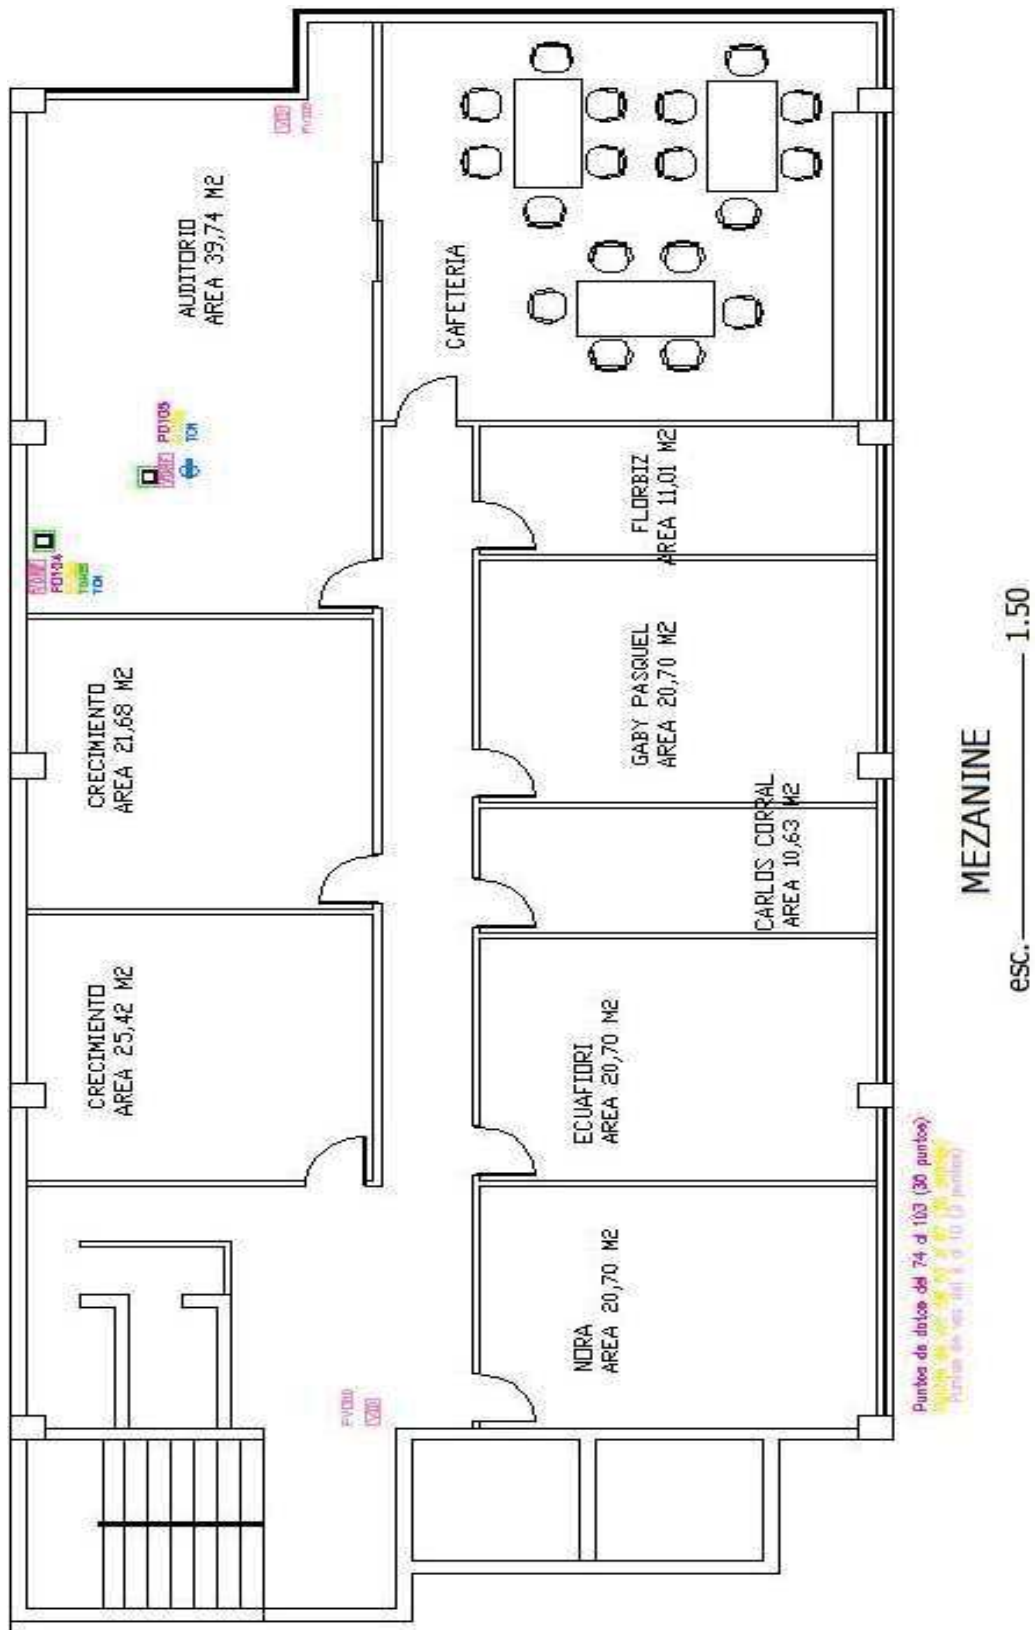 AUDITORIO
AREA 39,74 M2
PD105
TCM
PD104
TCM
CAFETERIA
CRECIMIENTO
AREA 21,68 M2
CRECIMIENTO
AREA 25,42 M2
FLORBIZ
AREA 11,01 M2
GABY PASQUEL
AREA 20,70 M2
CARLOS CORRAL
AREA 10,63 M2
ECUAFIORI
AREA 20,70 M2
NORA
AREA 20,70 M2
Puntos de datos del 74 al 103 (30 puntos)
MEZANINE
esc. 1.50